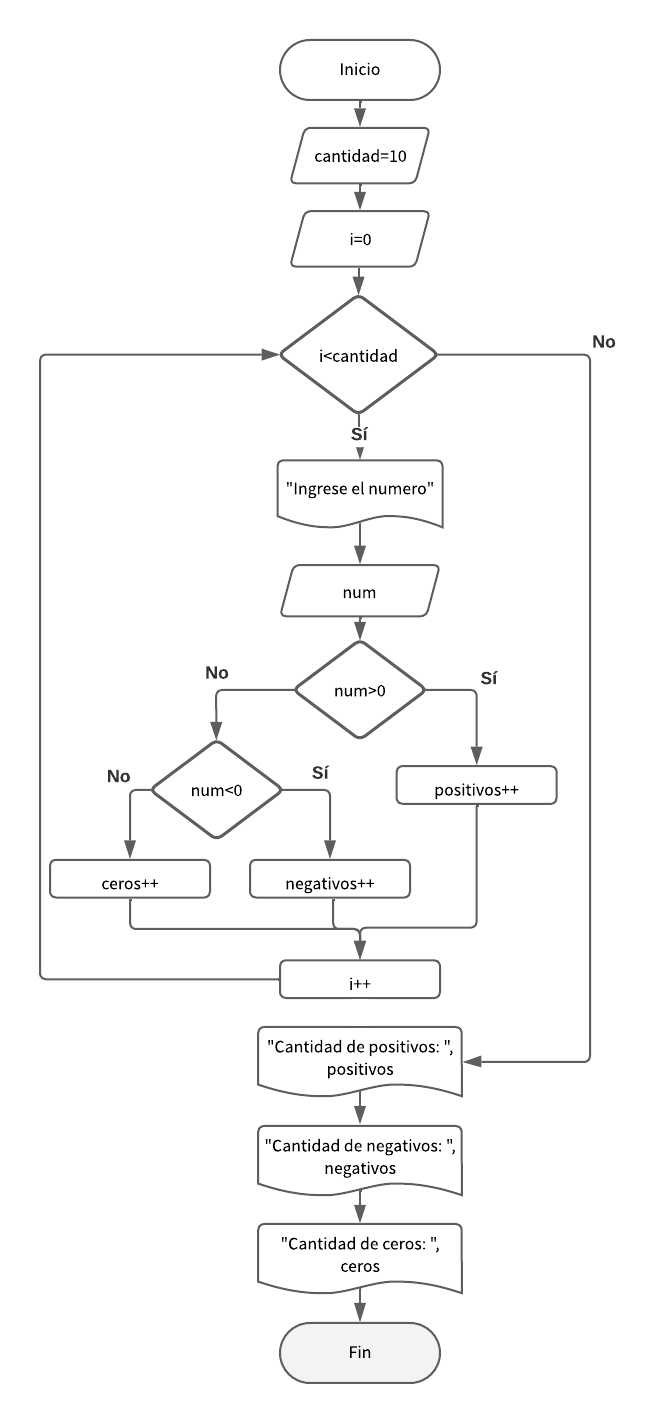 Inicio
cantidad=10
i=0
i<cantidad
No
Sí
"Ingrese el numero"
num
num>0
No
Sí
num<0
No
Sí
positivos++
ceros++
negativos++
i++
"Cantidad de positivos: ",
positivos
"Cantidad de negativos: ",
negativos
"Cantidad de ceros: ",
ceros
Fin